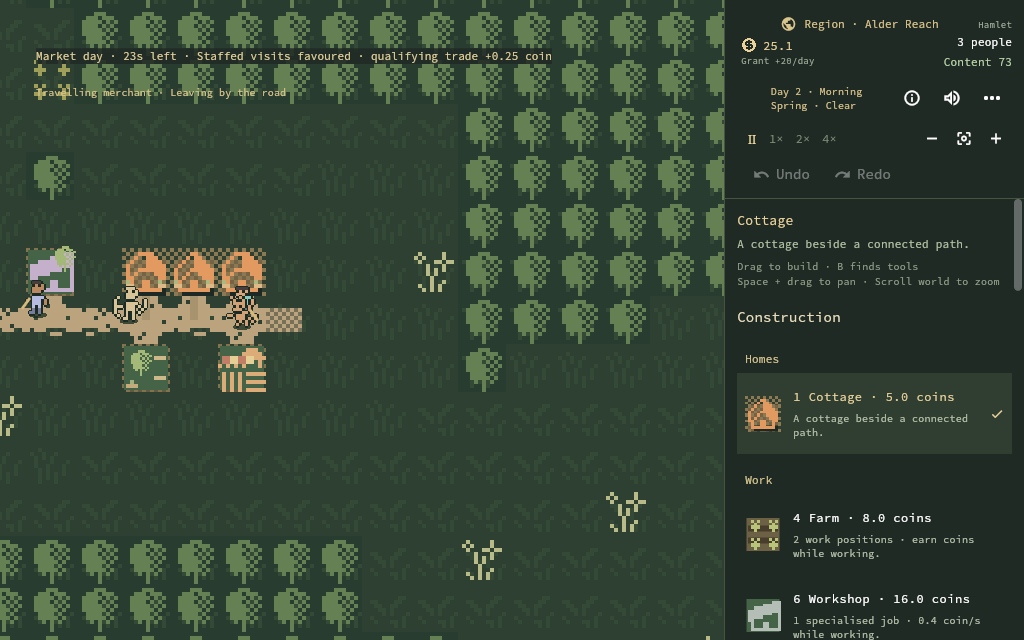 Market day · 23s left · Staffed visits favoured · qualifying trade +0.25 coin
Travelling merchant · Leaving by the road
Region · Alder Reach
Hamlet
25.1
3 people
Grant +20/day
Content 73
Day 2 · Morning
Spring · Clear
II 1× 2× 4×
Undo Redo
Cottage
A cottage beside a connected path.
Drag to build · B finds tools
Space + drag to pan · Scroll world to zoom
Construction
Homes
1 Cottage · 5.0 coins
A cottage beside a connected
path.
Work
4 Farm · 8.0 coins
2 work positions · earn coins
while working.
6 Workshop · 16.0 coins
1 specialised job · 0.4 coin/s
while working.